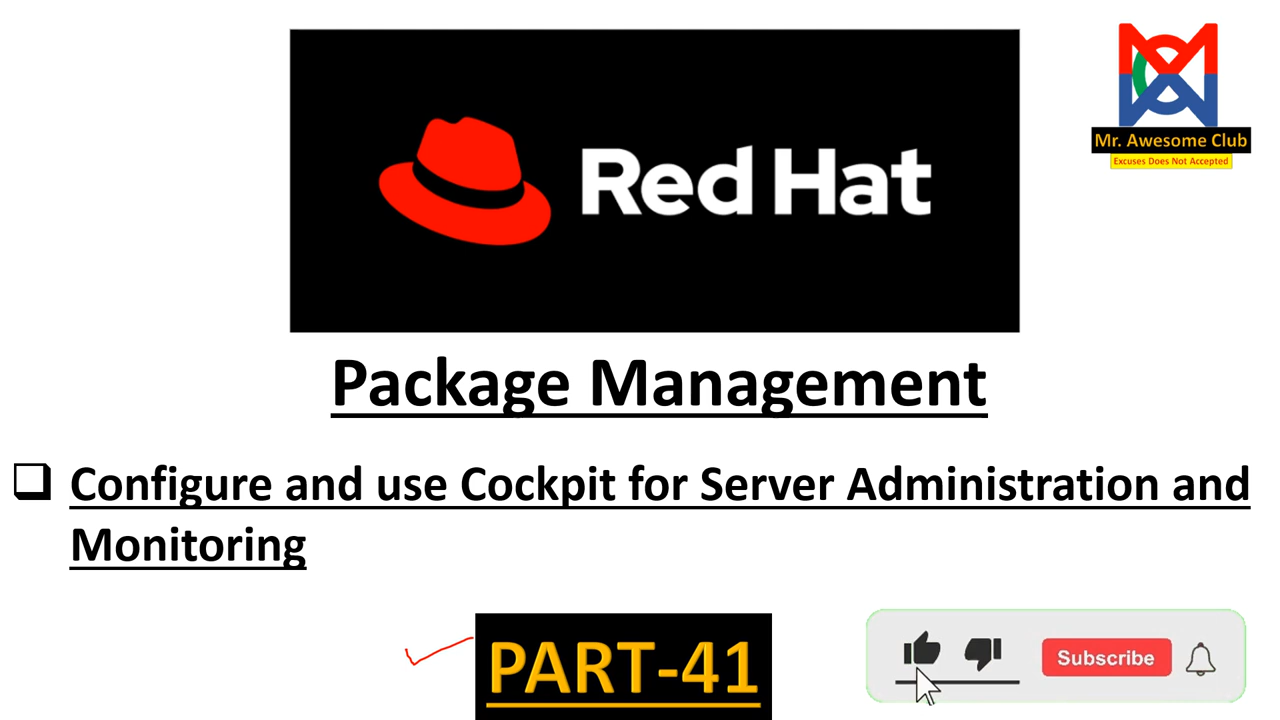 Red Hat
Mr. Awesome Club
Excuses Does Not Accepted
Package Management
Configure and use Cockpit for Server Administration and
Monitoring
PART-41
Subscribe